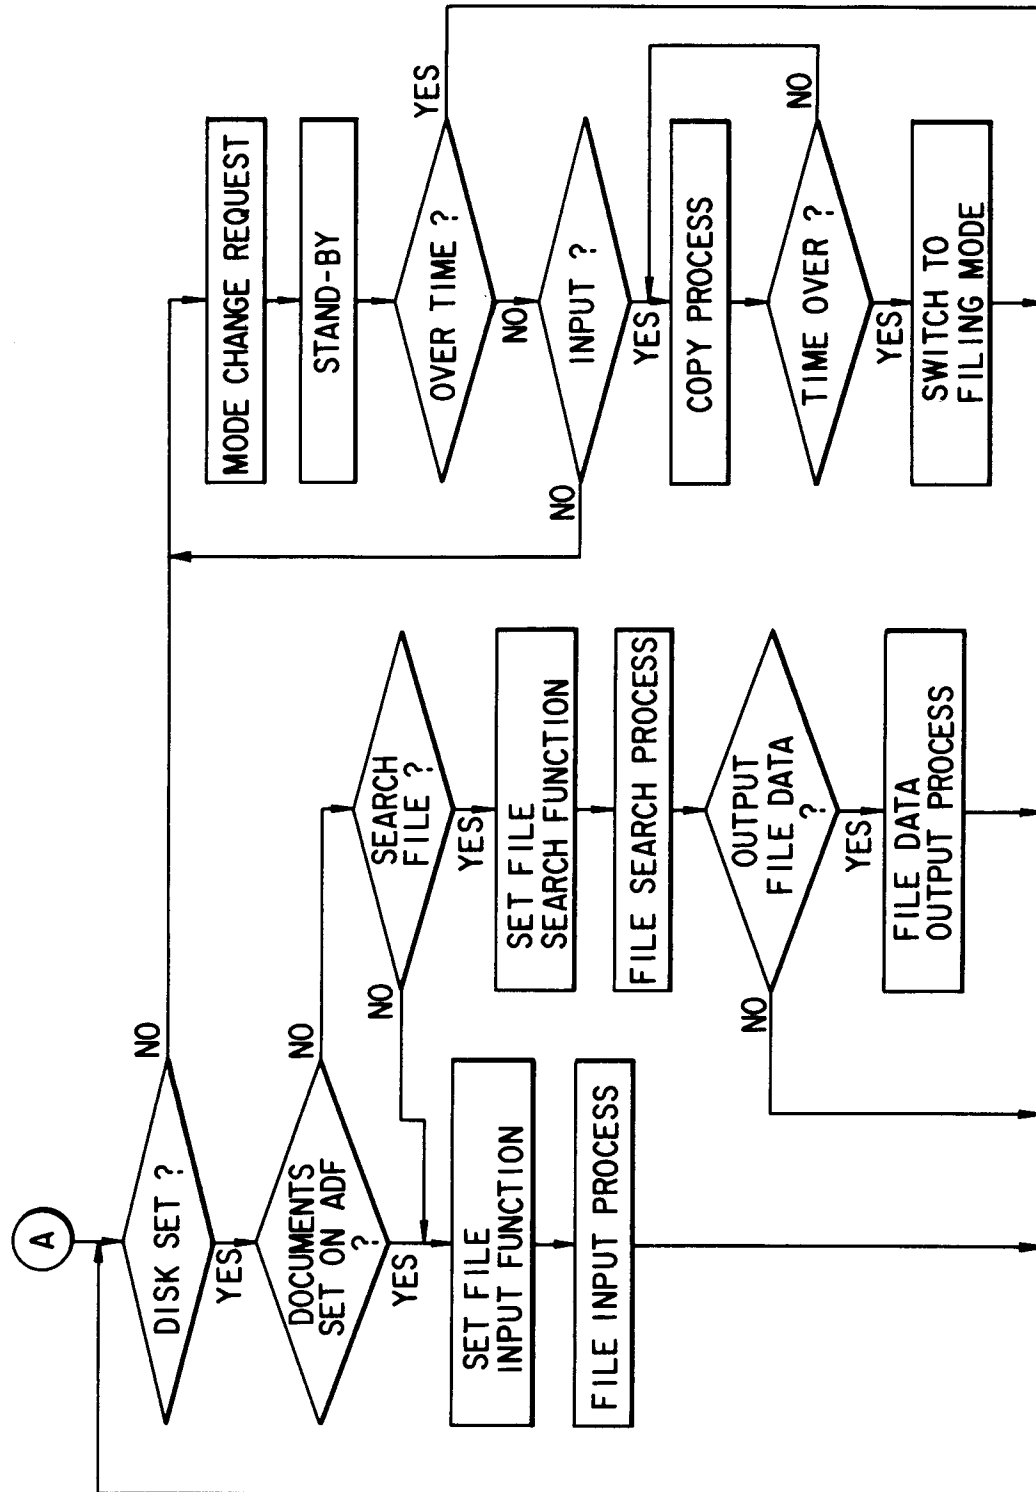 A
DISK SET ?
NO
YES
DOCUMENTS
SET ON ADF
?
NO
YES
SET FILE
INPUT FUNCTION
FILE INPUT PROCESS
SEARCH
FILE ?
NO
YES
SET FILE
SEARCH FUNCTION
FILE SEARCH PROCESS
OUTPUT
FILE DATA
?
NO
YES
FILE DATA
OUTPUT PROCESS
MODE CHANGE REQUEST
STAND-BY
OVER TIME ?
YES
NO
INPUT ?
NO
YES
COPY PROCESS
TIME OVER ?
NO
YES
SWITCH TO
FILING MODE